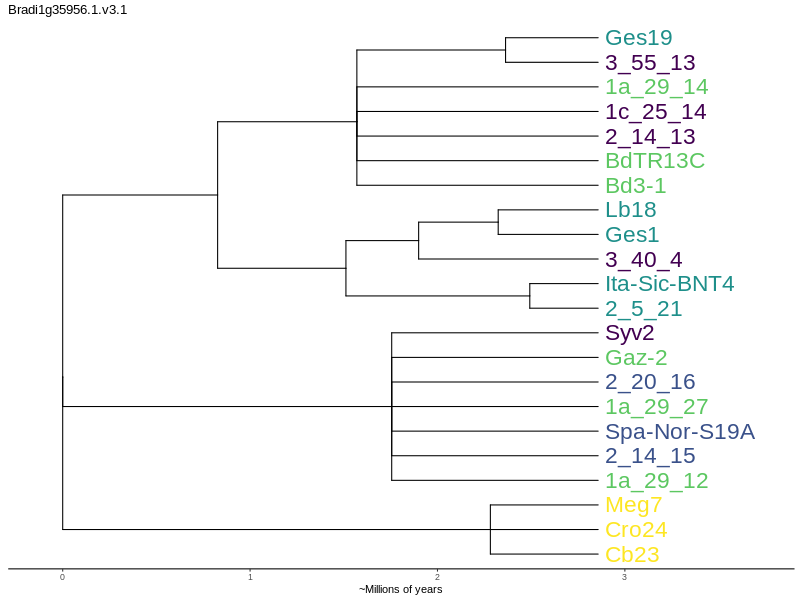 Bradi1g35956.1.v3.1
Ges19
3_55_13
1a_29_14
1c_25_14
2_14_13
BdTR13C
Bd3-1
Lb18
Ges1
3_40_4
Ita-Sic-BNT4
2_5_21
Syv2
Gaz-2
2_20_16
1a_29_27
Spa-Nor-S19A
2_14_15
1a_29_12
Meg7
Cro24
Cb23
0 1 2 3
~Millions of years